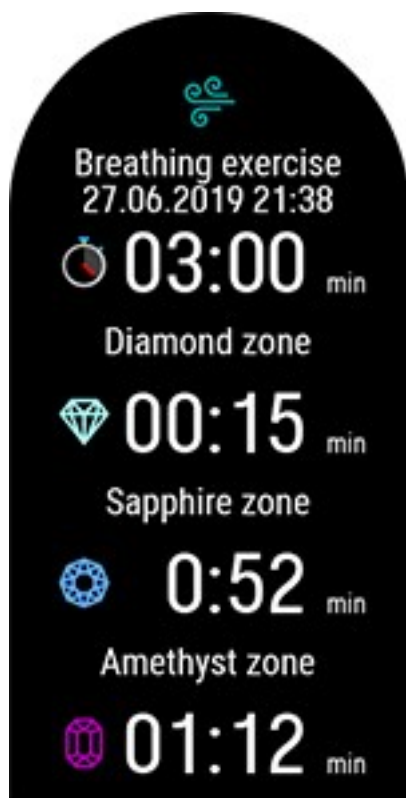 Breathing exercise
27.06.2019 21:38
03:00 min
Diamond zone
00:15 min
Sapphire zone
0:52 min
Amethyst zone
01:12 min